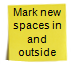 Mark new
spaces in
and
outside